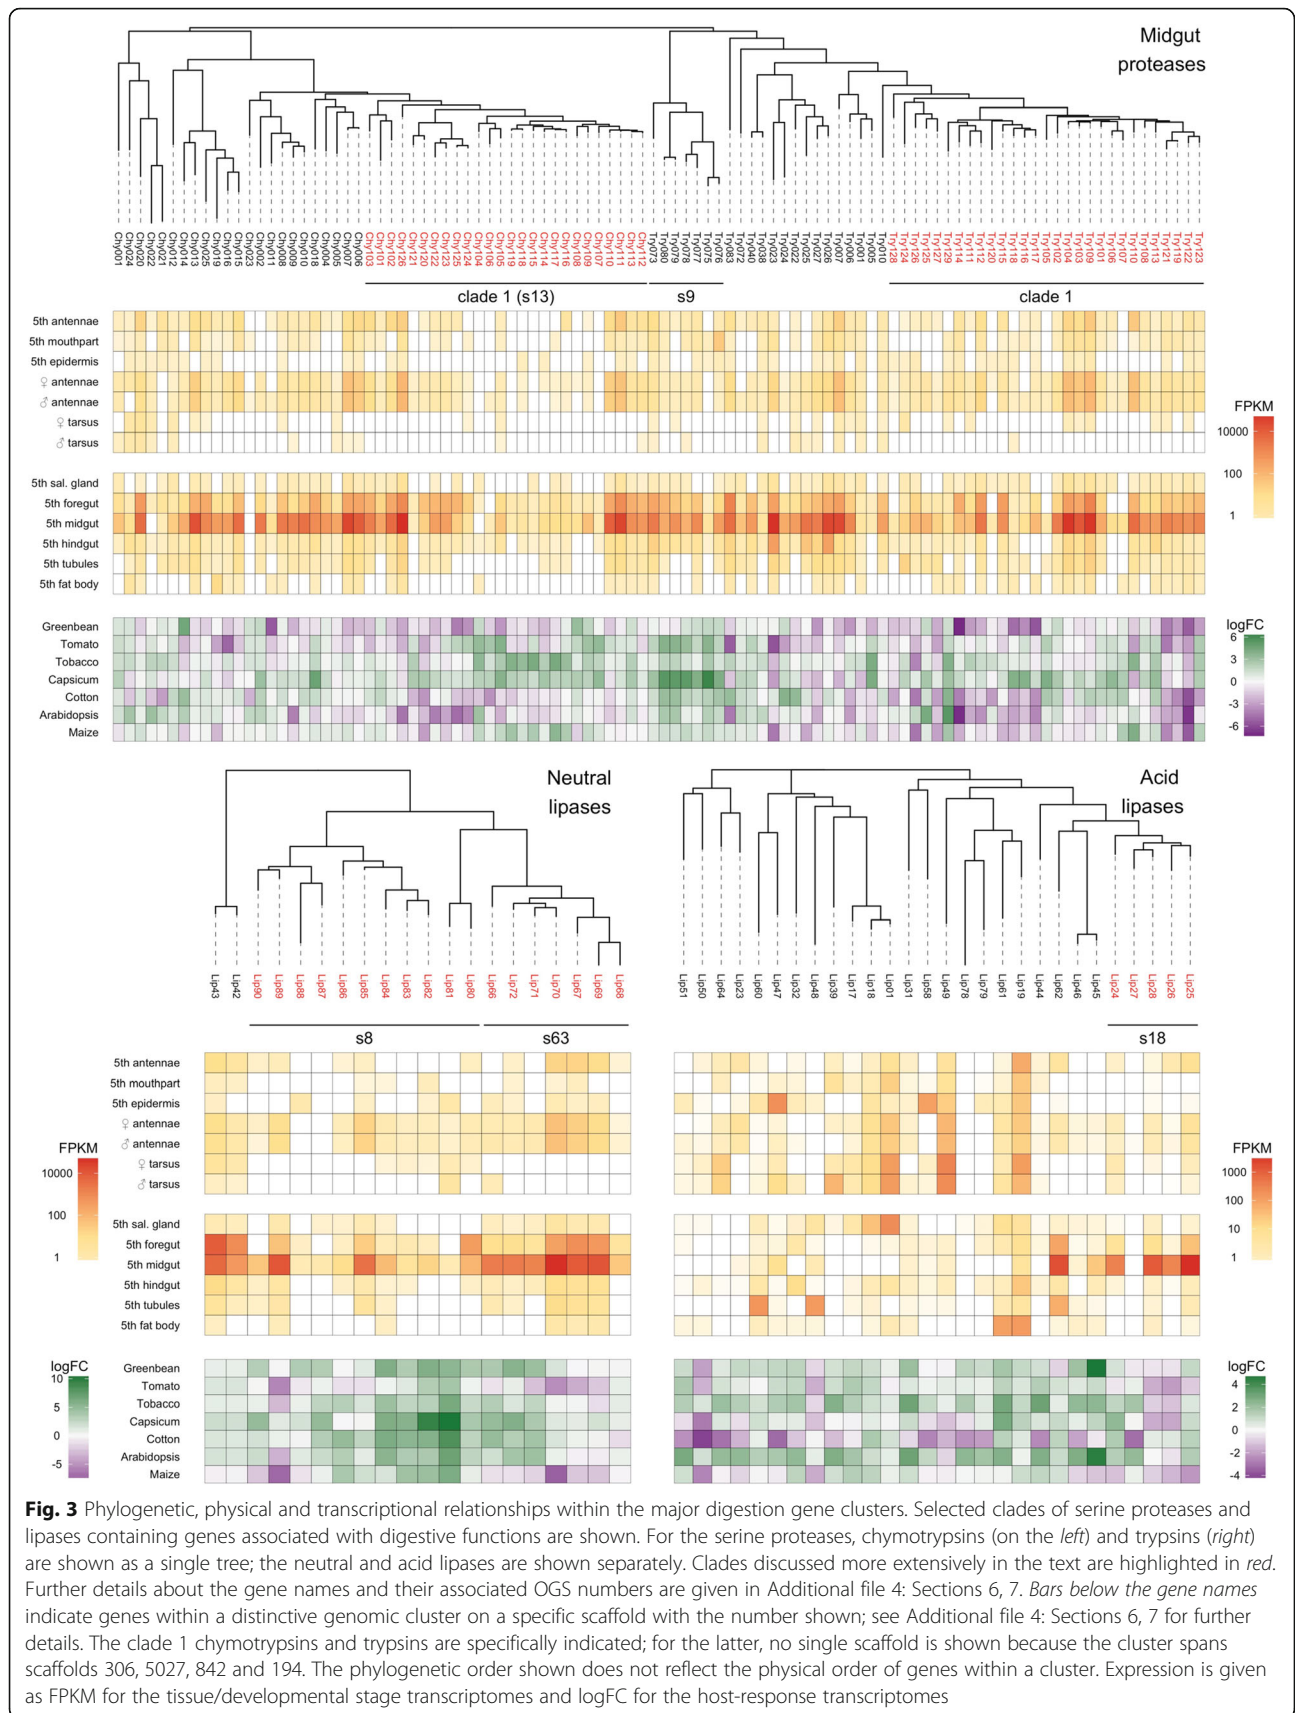 Midgut
proteases
Chy001 Chy024 Chy020 Chy022 Chy021 Chy012 Chy014 Chy013 Chy025 Chy019 Chy016 Chy015 Chy023 Chy002 Chy011 Chy008 Chy009 Chy010 Chy018 Chy004 Chy005 Chy007 Chy006 Chy103 Chy101 Chy102 Chy126 Chy121 Chy120 Chy122 Chy123 Chy125 Chy124 Chy104 Chy106 Chy105 Chy119 Chy118 Chy115 Chy117 Chy116 Chy108 Chy109 Chy107 Chy110 Chy111 Chy113 Chy112 Try73 Try080 Try079 Try078 Try077 Try075 Try076 Try083 Try072 Try040 Try038 Try023 Try024 Try022 Try025 Try027 Try026 Try007 Try006 Try001 Try005 Try010 Try128 Try124 Try126 Try125 Try127 Try129 Try114 Try111 Try112 Try120 Try115 Try118 Try116 Try117 Try105 Try102 Try104 Try103 Try109 Try101 Try106 Try107 Try110 Try108 Try113 Try121 Try119 Try122 Try123
clade 1 (s13) s9 clade 1
5th antennae
5th mouthpart
5th epidermis
♀ antennae
♂ antennae
♀ tarsus
♂ tarsus
FPKM
10000
100
1
5th sal. gland
5th foregut
5th midgut
5th hindgut
5th tubules
5th fat body
Greenbean
Tomato
Tobacco
Capsicum
Cotton
Arabidopsis
Maize
logFC
6
3
0
-3
-6
Neutral
lipases
Lip43 Lip42 Lip90 Lip89 Lip88 Lip87 Lip86 Lip85 Lip84 Lip83 Lip82 Lip81 Lip80 Lip66 Lip72 Lip71 Lip70 Lip67 Lip69 Lip68
s8 s63
Acid
lipases
Lip51 Lip50 Lip64 Lip23 Lip60 Lip47 Lip32 Lip48 Lip39 Lip17 Lip18 Lip01 Lip31 Lip58 Lip49 Lip78 Lip79 Lip61 Lip19 Lip44 Lip62 Lip46 Lip45 Lip24 Lip27 Lip28 Lip26 Lip25
s18
5th antennae
5th mouthpart
5th epidermis
♀ antennae
♂ antennae
♀ tarsus
♂ tarsus
FPKM
10000
100
1
5th sal. gland
5th foregut
5th midgut
5th hindgut
5th tubules
5th fat body
FPKM
1000
100
10
1
logFC
10
5
0
-5
Greenbean
Tomato
Tobacco
Capsicum
Cotton
Arabidopsis
Maize
logFC
4
2
0
-2
-4
Fig. 3 Phylogenetic, physical and transcriptional relationships within the major digestion gene clusters. Selected clades of serine proteases and
lipases containing genes associated with digestive functions are shown. For the serine proteases, chymotrypsins (on the left) and trypsins (right)
are shown as a single tree; the neutral and acid lipases are shown separately. Clades discussed more extensively in the text are highlighted in red.
Further details about the gene names and their associated OGS numbers are given in Additional file 4: Sections 6, 7. Bars below the gene names
indicate genes within a distinctive genomic cluster on a specific scaffold with the number shown; see Additional file 4: Sections 6, 7 for further
details. The clade 1 chymotrypsins and trypsins are specifically indicated; for the latter, no single scaffold is shown because the cluster spans
scaffolds 306, 5027, 842 and 194. The phylogenetic order shown does not reflect the physical order of genes within a cluster. Expression is given
as FPKM for the tissue/developmental stage transcriptomes and logFC for the host-response transcriptomes